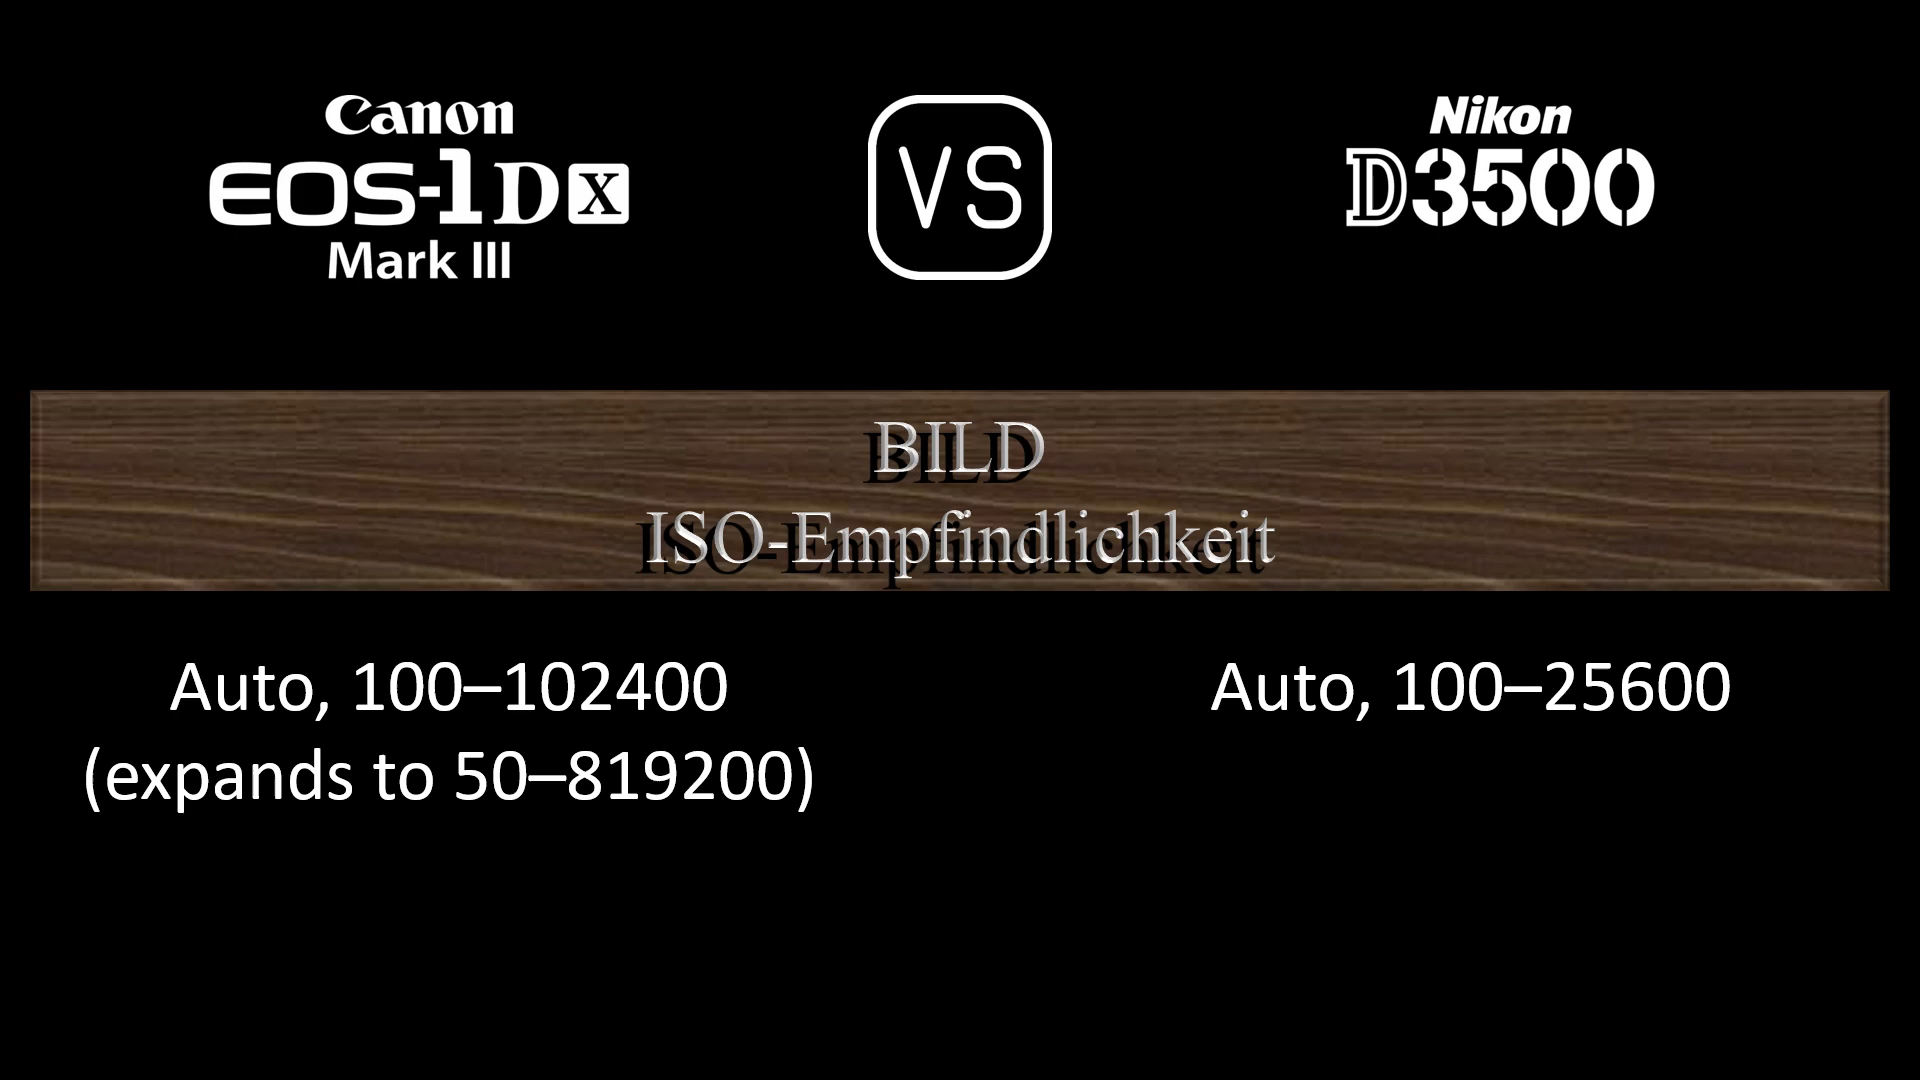 Canon
EOS-1D X
Mark III
VS
Nikon
D3500
BILD
ISO-Empfindlichkeit
Auto, 100–102400
(expands to 50–819200)
Auto, 100–25600